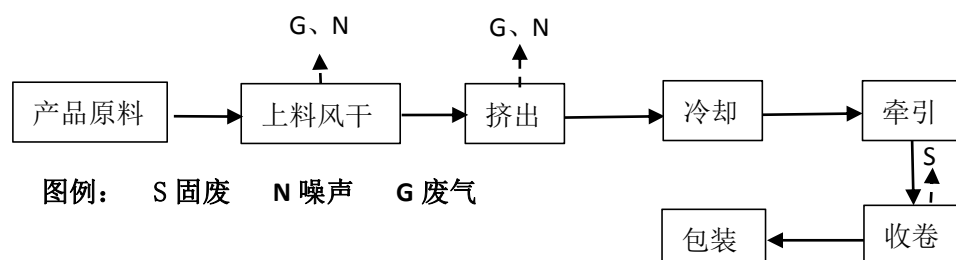 G、N G、N
产品原料 上料风干 挤出 冷却 牵引
S
图例： S 固废 N 噪声 G 废气
包装 收卷